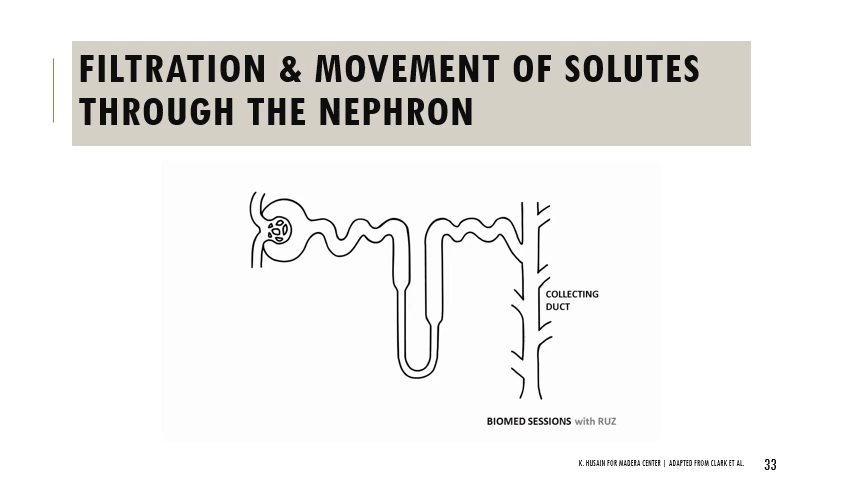 FILTRATION & MOVEMENT OF SOLUTES
THROUGH THE NEPHRON
COLLECTING
DUCT
BIOMED SESSIONS with RUZ
K. HUSAIN FOR MADERA CENTER | ADAPTED FROM CLARK ET AL.
33